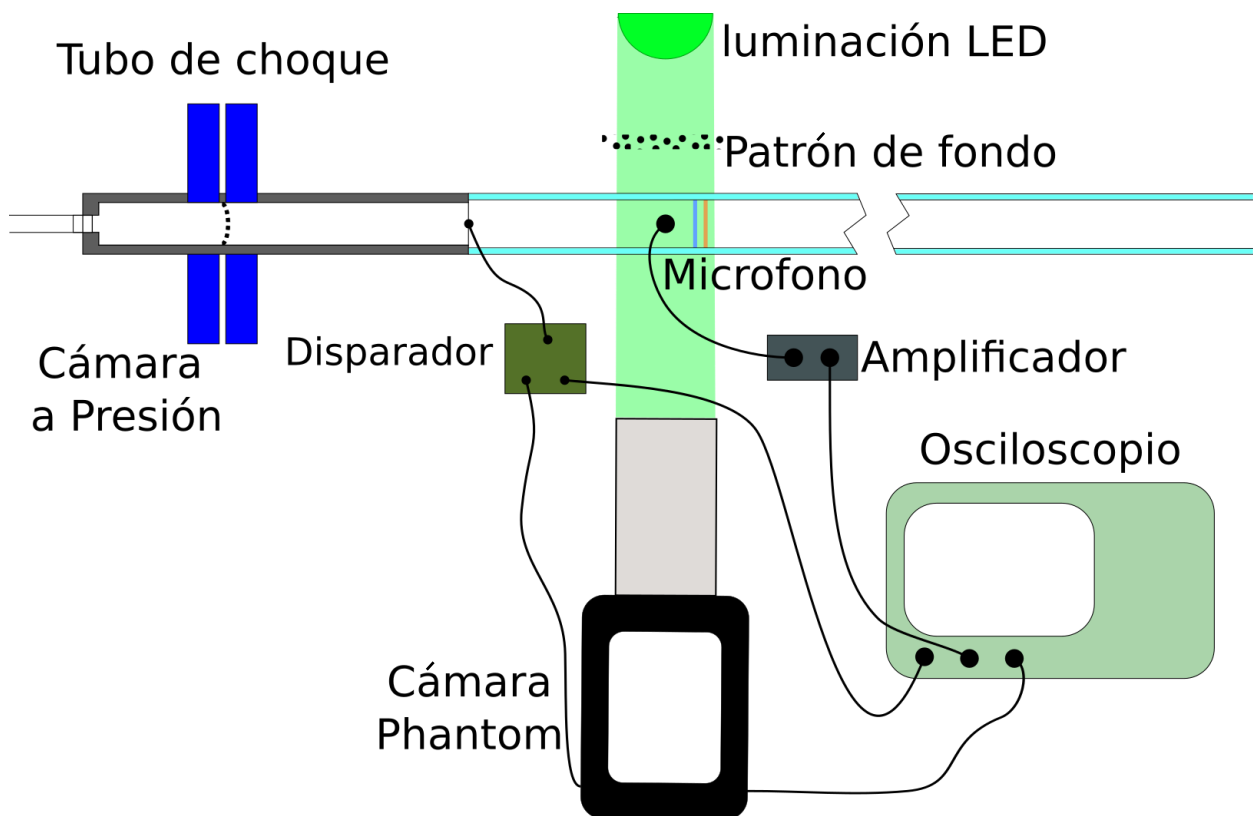 Tubo de choque
luminación LED
Patrón de fondo
Microfono
Disparador
Amplificador
Cámara
a Presión
Osciloscopio
Cámara
Phantom